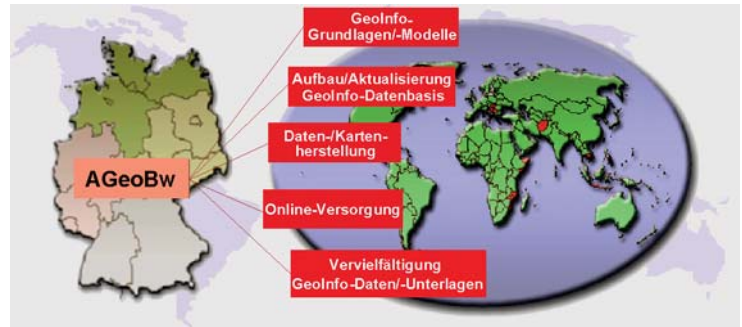 GeoInfo-
Grundlagen/-Modelle
Aufbau/Aktualisierung
GeoInfo-Datenbasis
Daten-/Karten-
herstellung
AGeoBw
Online-Versorgung
Vervielfältigung
GeoInfo-Daten/-Unterlagen